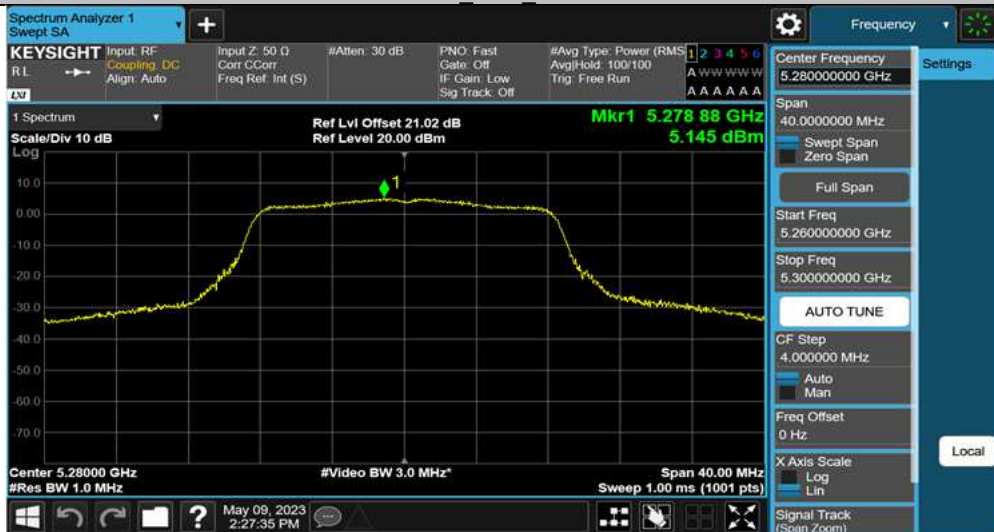 Spectrum Analyzer 1
Swept SA
+
Frequency
KEYSIGHT
RL
LXI
Input: RF
Coupling: DC
Align: Auto
Input Z: 50 Ω
Corr CCorr
Freq Ref: Int (S)
#Atten: 30 dB
PNO: Fast
Gate: Off
IF Gain: Low
Sig Track: Off
#Avg Type: Power (RMS
Avg|Hold: 100/100
Trig: Free Run
1 2 3 4 5 6
A W W W W W
A A A A A A
1 Spectrum
Scale/Div 10 dB
Log
Ref Lvl Offset 21.02 dB
Ref Level 20.00 dBm
Mkr1 5.278 88 GHz
5.145 dBm
1
10.0
0.00
-10.0
-20.0
-30.0
-40.0
-50.0
-60.0
-70.0
Center 5.28000 GHz
#Res BW 1.0 MHz
#Video BW 3.0 MHz*
Span 40.00 MHz
Sweep 1.00 ms (1001 pts)
Center Frequency
5.280000000 GHz
Span
40.0000000 MHz
Swept Span
Zero Span
Full Span
Start Freq
5.260000000 GHz
Stop Freq
5.300000000 GHz
AUTO TUNE
CF Step
4.000000 MHz
Auto
Man
Freq Offset
0 Hz
X Axis Scale
Log
Lin
Signal Track
(Span Zoom)
Settings
Local
?
May 09, 2023
2:27:35 PM